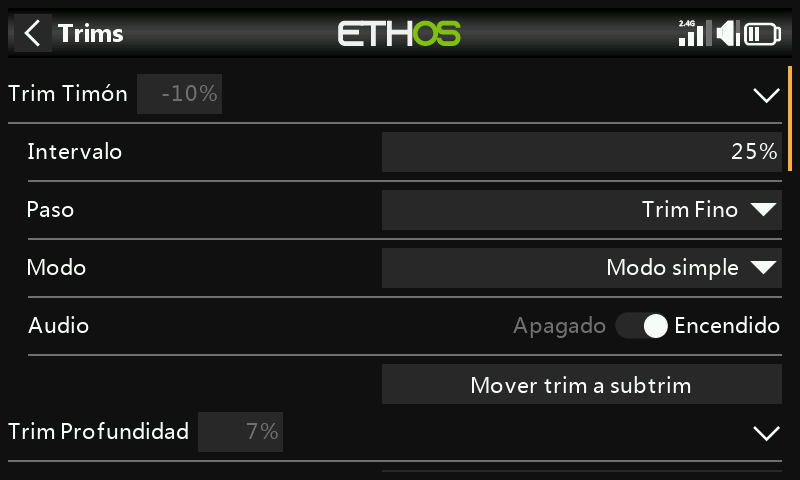 Trims
ETHOS
2.4G
Trim Timón -10%
Intervalo 25%
Paso Trim Fino
Modo Modo simple
Audio Apagado Encendido
Mover trim a subtrim
Trim Profundidad 7%